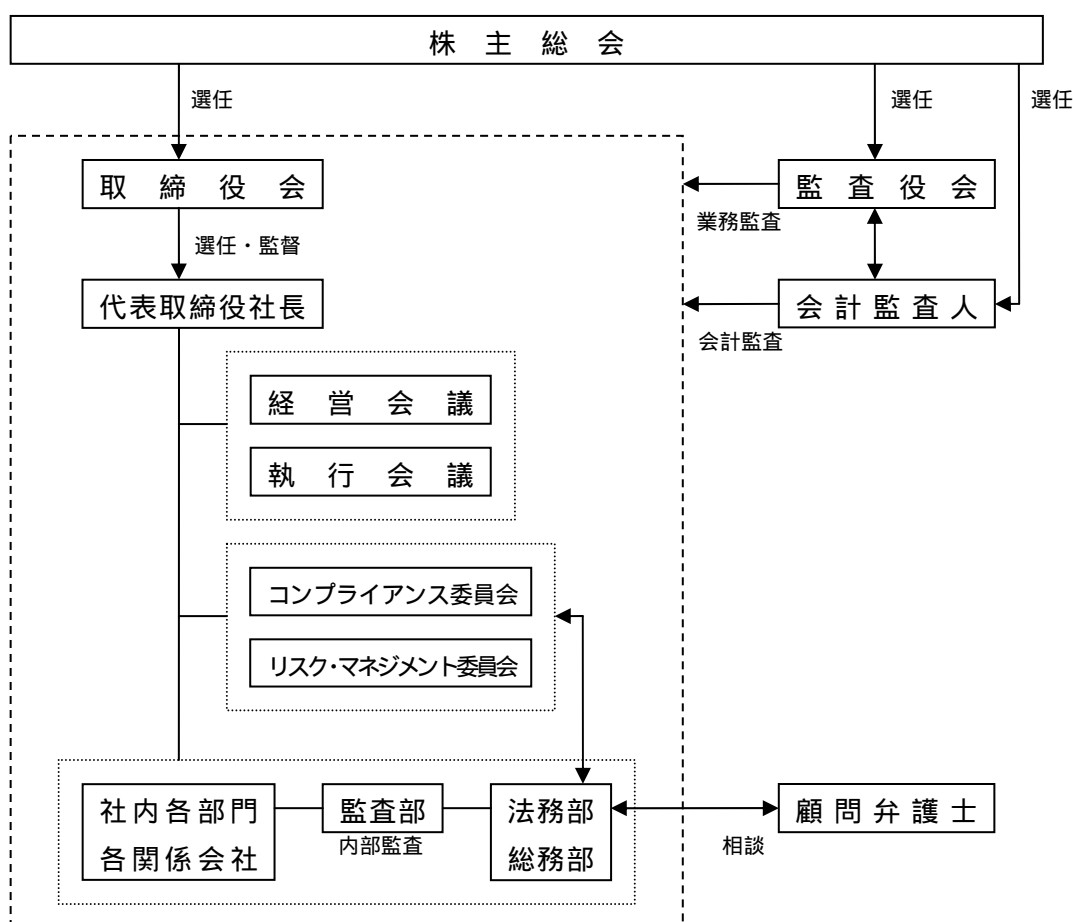 株主総会
選任
選任
選任
取締役会
監査役会
業務監査
選任・監督
代表取締役社長
会計監査人
会計監査
経営会議
執行会議
コンプライアンス委員会
リスク・マネジメント委員会
社内各部門
各関係会社
監査部
内部監査
法務部
総務部
顧問弁護士
相談